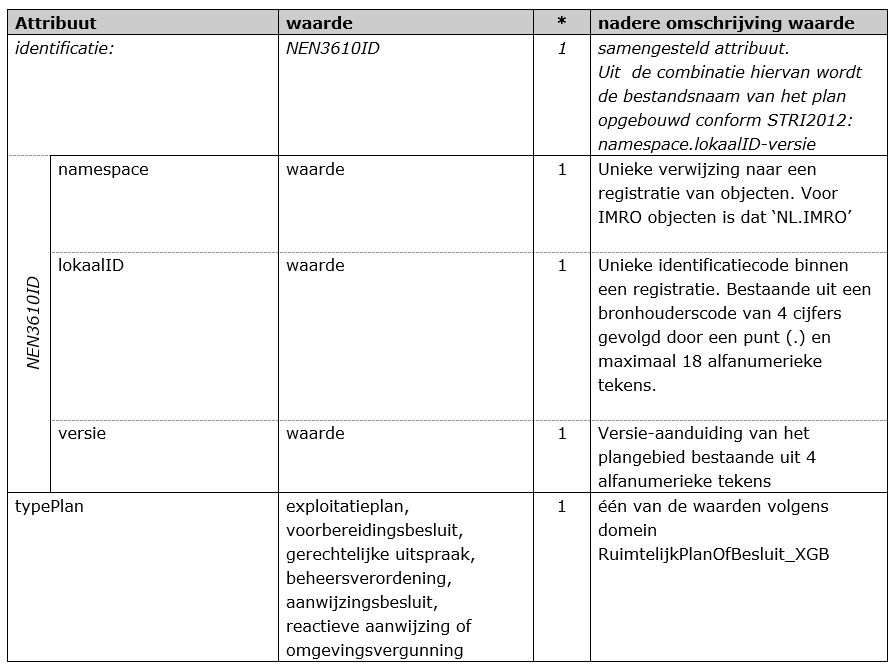 Attribuut waarde * nadere omschrijving waarde
identificatie: NEN3610ID 1 samengesteld attribuut.
Uit de combinatie hiervan wordt
de bestandsnaam van het plan
opgebouwd conform STRI2012:
namespace.lokaalID-versie
NEN3610ID
namespace waarde 1 Unieke verwijzing naar een
registratie van objecten. Voor
IMRO objecten is dat ‘NL.IMRO’
lokaalID waarde 1 Unieke identificatiecode binnen
een registratie. Bestaande uit een
bronhouderscode van 4 cijfers
gevolgd door een punt (.) en
maximaal 18 alfanumerieke
tekens.
versie waarde 1 Versie-aanduiding van het
plangebied bestaande uit 4
alfanumerieke tekens
typePlan exploitatieplan, 1 één van de waarden volgens
voorbereidingsbesluit, domein
gerechtelijke uitspraak, RuimtelijkPlanOfBesluit_XGB
beheersverordening,
aanwijzingsbesluit,
reactieve aanwijzing of
omgevingsvergunning